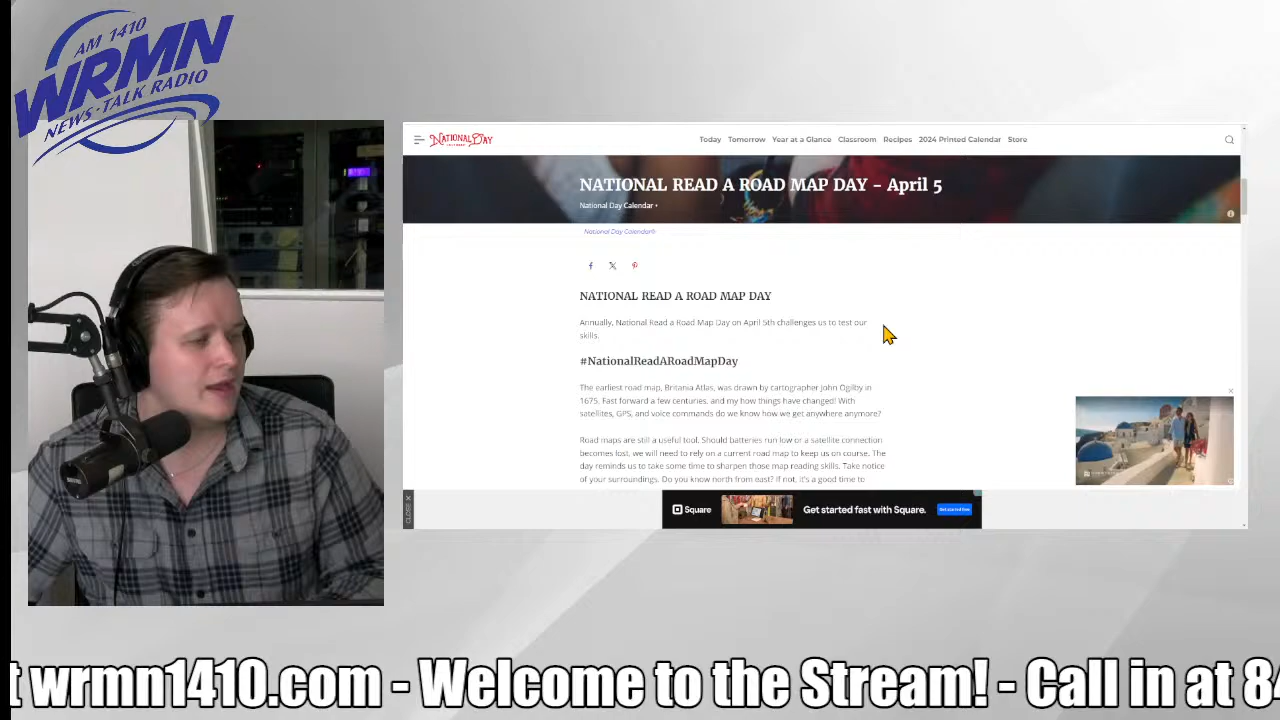 AM 1410
WRMN
NEWS·TALK RADIO
NATIONAL DAY
Today Tomorrow Year at a Glance Classroom Recipes 2024 Printed Calendar Store
NATIONAL READ A ROAD MAP DAY – April 5
National Day Calendar •
National Day Calendar®
NATIONAL READ A ROAD MAP DAY
Annually, National Read a Road Map Day on April 5th challenges us to test our
skills.
#NationalReadARoadMapDay
The earliest road map, Britania Atlas, was drawn by cartographer John Ogilby in
1675. Fast forward a few centuries, and my how things have changed! With
satellites, GPS, and voice commands do we know how we get anywhere anymore?
Road maps are still a useful tool. Should batteries run low or a satellite connection
becomes lost, we will need to rely on a current road map to keep us on course. The
day reminds us to take some time to sharpen those map reading skills. Take notice
of your surroundings. Do you know north from east? If not, it's a good time to
CLOSE X
Square
Get started fast with Square.
Get started now
t wrmn1410.com - Welcome to the Stream! - Call in at 84